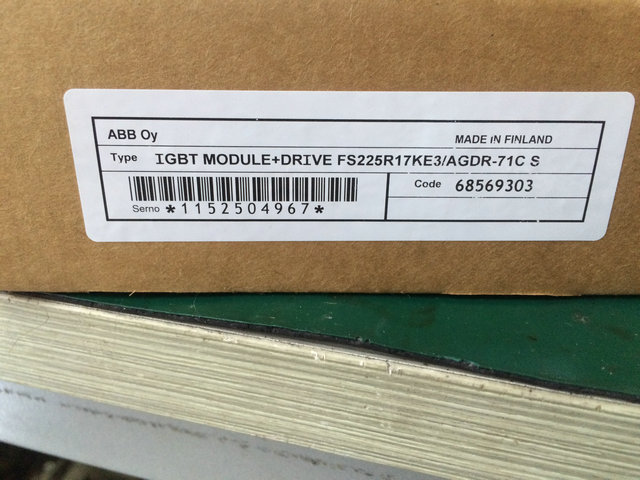 ABB Oy MADE IN FINLAND
Type IGBT MODULE+DRIVE FS225R17KE3/AGDR-71C S
Code 68569303
Serno *1152504967*